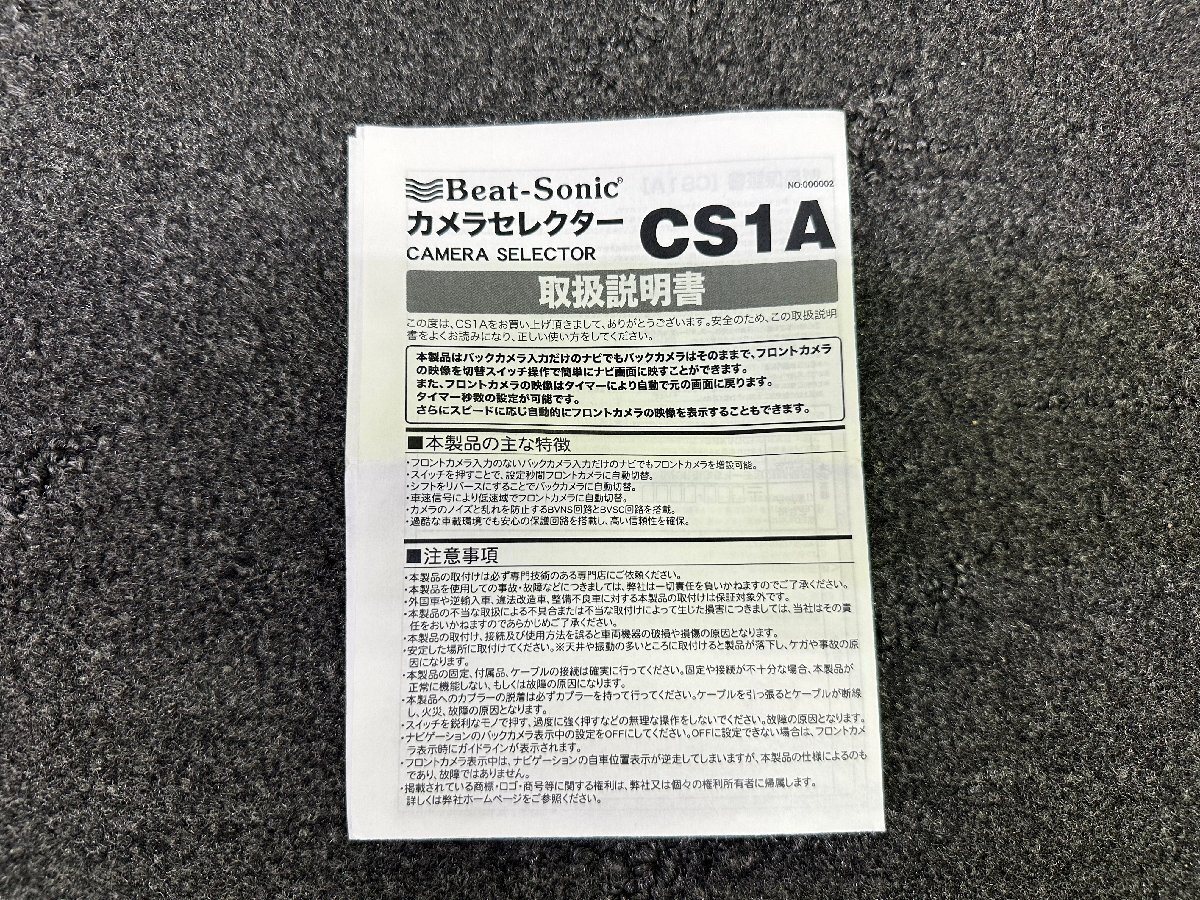 Beat-Sonic
NO:000002
カメラセレクター CS1A
CAMERA SELECTOR
取扱説明書
この度は、CS1Aをお買い上げ頂きまして、ありがとうございます。安全のため、この取扱説明
書をよくお読みになり、正しい使い方をしてください。
本製品はバックカメラ入力だけのナビでもバックカメラはそのままで、フロントカメラ
の映像を切替スイッチ操作で簡単にナビ画面に映すことができます。
また、フロントカメラの映像はタイマーにより自動で元の画面に戻ります。
タイマー秒数の設定が可能です。
さらにスピードに応じ自動的にフロントカメラの映像を表示することもできます。
■本製品の主な特徴
・フロントカメラ入力のないバックカメラ入力だけのナビでもフロントカメラを増設可能。
・スイッチを押すことで、設定秒間フロントカメラに自動切替。
・シフトをリバースにすることでバックカメラに自動切替。
・車速信号により低速域でフロントカメラに自動切替。
・カメラのノイズと乱れを防止するBVNS回路とBVSC回路を搭載。
・過酷な車載環境でも安心の保護回路を搭載し、高い信頼性を確保。
■注意事項
・本製品の取付けは必ず専門技術のある専門店にご依頼ください。
・本製品を使用しての事故・故障などにつきましては、弊社は一切責任を負いかねますのでご了承ください。
・外国車や逆輸入車、違法改造車、整備不良車に対する本製品の取付けは保証対象外です。
・本製品の不当な取扱による不具合または不当な取付けによって生じた損害につきましては、当社はその責
任をおいかねますのであらかじめご了承ください。
・本製品の取付け、接続及び使用方法を誤ると車両機器の破損や損傷の原因となります。
・安定した場所に取付けてください。※天井や振動の多いところに取付けると製品が落下し、ケガや事故の原
因になります。
・本製品の固定、付属品、ケーブルの接続は確実に行ってください。固定や接続が不十分な場合、本製品が
正常に機能しない、もしくは故障の原因になります。
・本製品へのカプラーの脱着は必ずカプラーを持って行ってください。ケーブルを引っ張るとケーブルが断線
し、火災、故障の原因となります。
・スイッチを鋭利なモノで押す、過度に強く押すなどの無理な操作をしないでください。故障の原因となります。
・ナビゲーションのバックカメラ表示中の設定をOFFにしてください。OFFに設定できない場合は、フロントカメ
ラ表示時にガイドラインが表示されます。
・フロントカメラ表示中は、ナビゲーションの自車位置表示が逆走してしまいますが、本製品の仕様によるのも
であり、故障ではありません。
・掲載されている商標・ロゴ・商号等に関する権利は、弊社又は個々の権利所有者に帰属します。
詳しくは弊社ホームページをご参照ください。